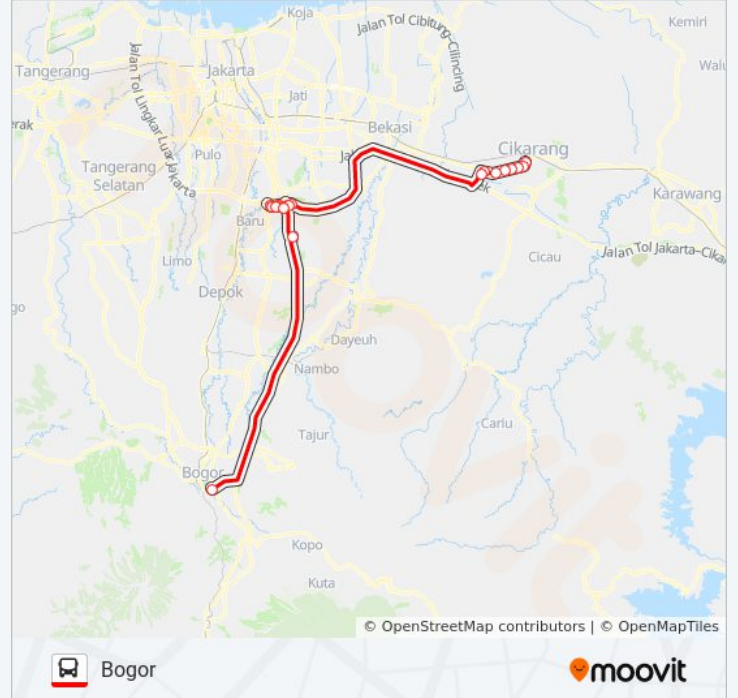 Koja
Jalan Tol Cibitung-Cilincing
Kemiri
Tangerang
Jakarta
Jalan Tol Lingkar Luar Jakarta
Jati
Bekasi
Pulo
Cikarang
Tangerang
Selatan
Karawang
Baru
Jalan Tol Jakarta-Cika
Limo
Cicau
Depok
Dayeuh
Nambo
Cariu
Tajur
Bogor
Kopo
Kuta
© OpenStreetMap contributors | © OpenMapTiles
Bogor
moovit